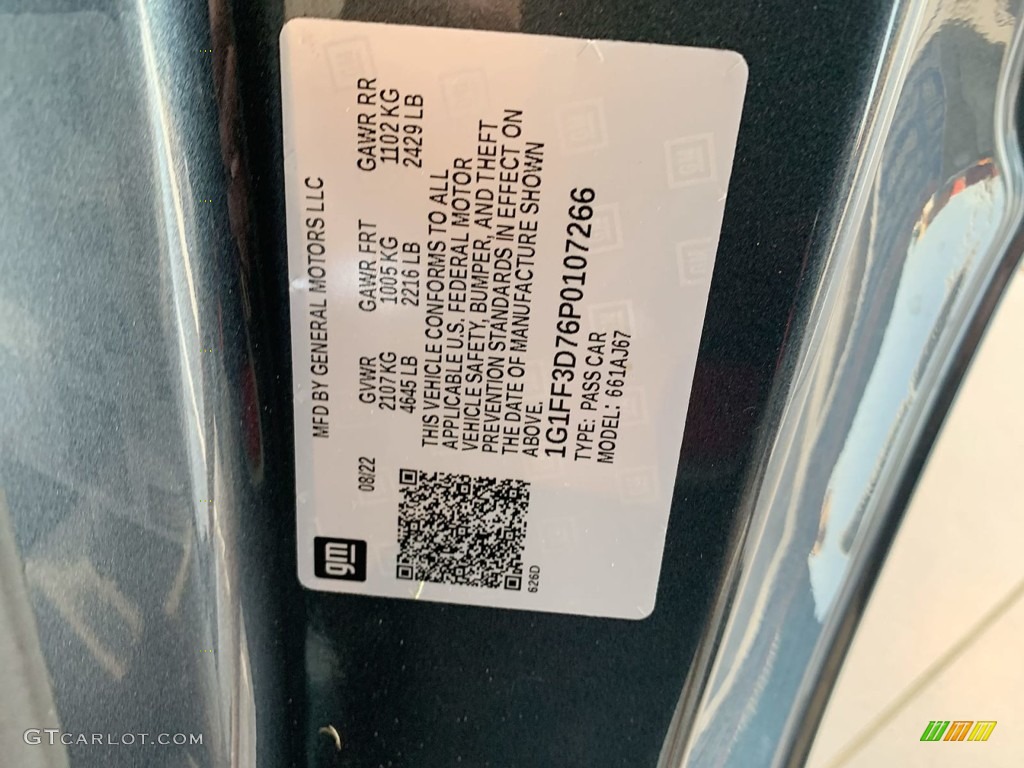 MFD BY GENERAL MOTORS LLC
08/22
GVWR GAWR FRT GAWR RR
2107 KG 1005 KG 1102 KG
4645 LB 2216 LB 2429 LB
THIS VEHICLE CONFORMS TO ALL
APPLICABLE U.S. FEDERAL MOTOR
VEHICLE SAFETY, BUMPER, AND THEFT
PREVENTION STANDARDS IN EFFECT ON
THE DATE OF MANUFACTURE SHOWN
ABOVE.
1G1FF3D76P0107266
TYPE: PASS CAR
MODEL: 661AJ67
gm
626D
GTCARLOT.COM